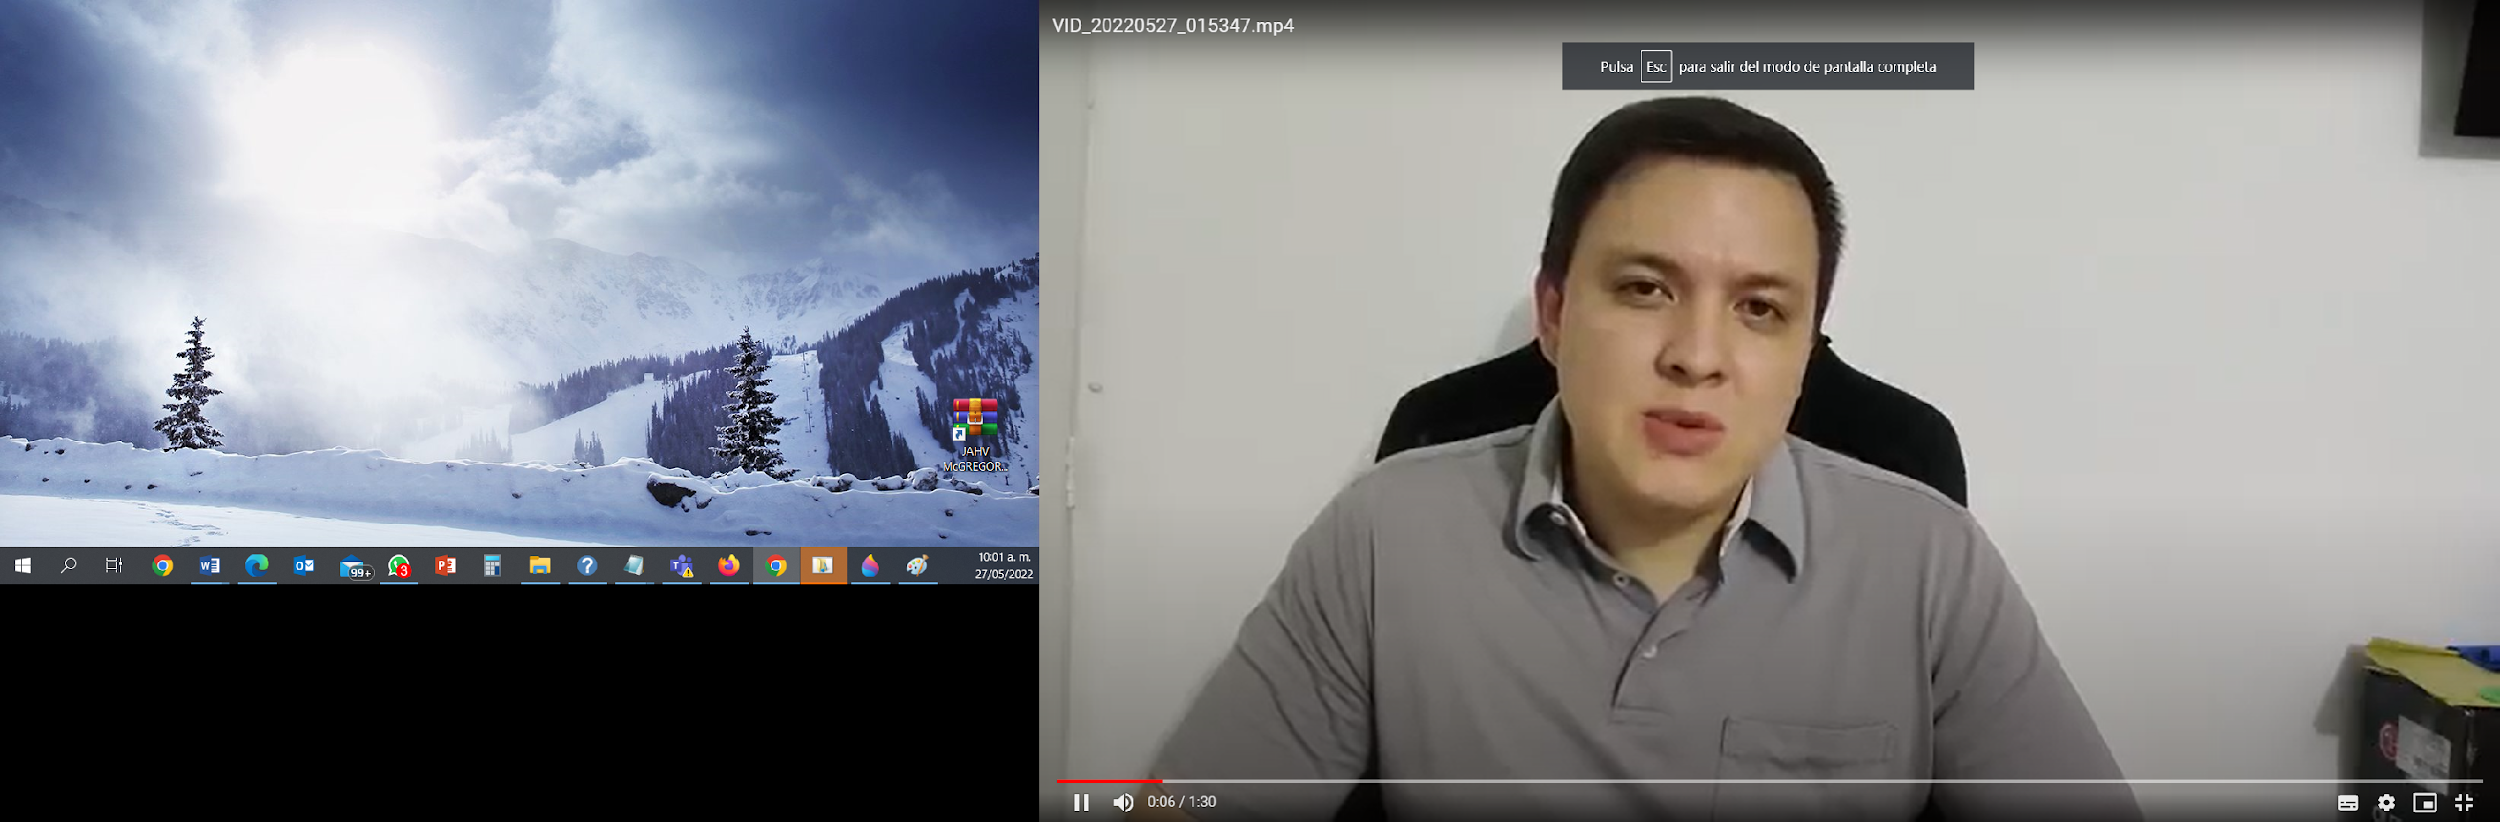 JAHV
McGREGOR...
99+
3
10:01 a. m.
27/05/2022
VID_20220527_015347.mp4
Pulsa Esc para salir del modo de pantalla completa
0:06 / 1:30